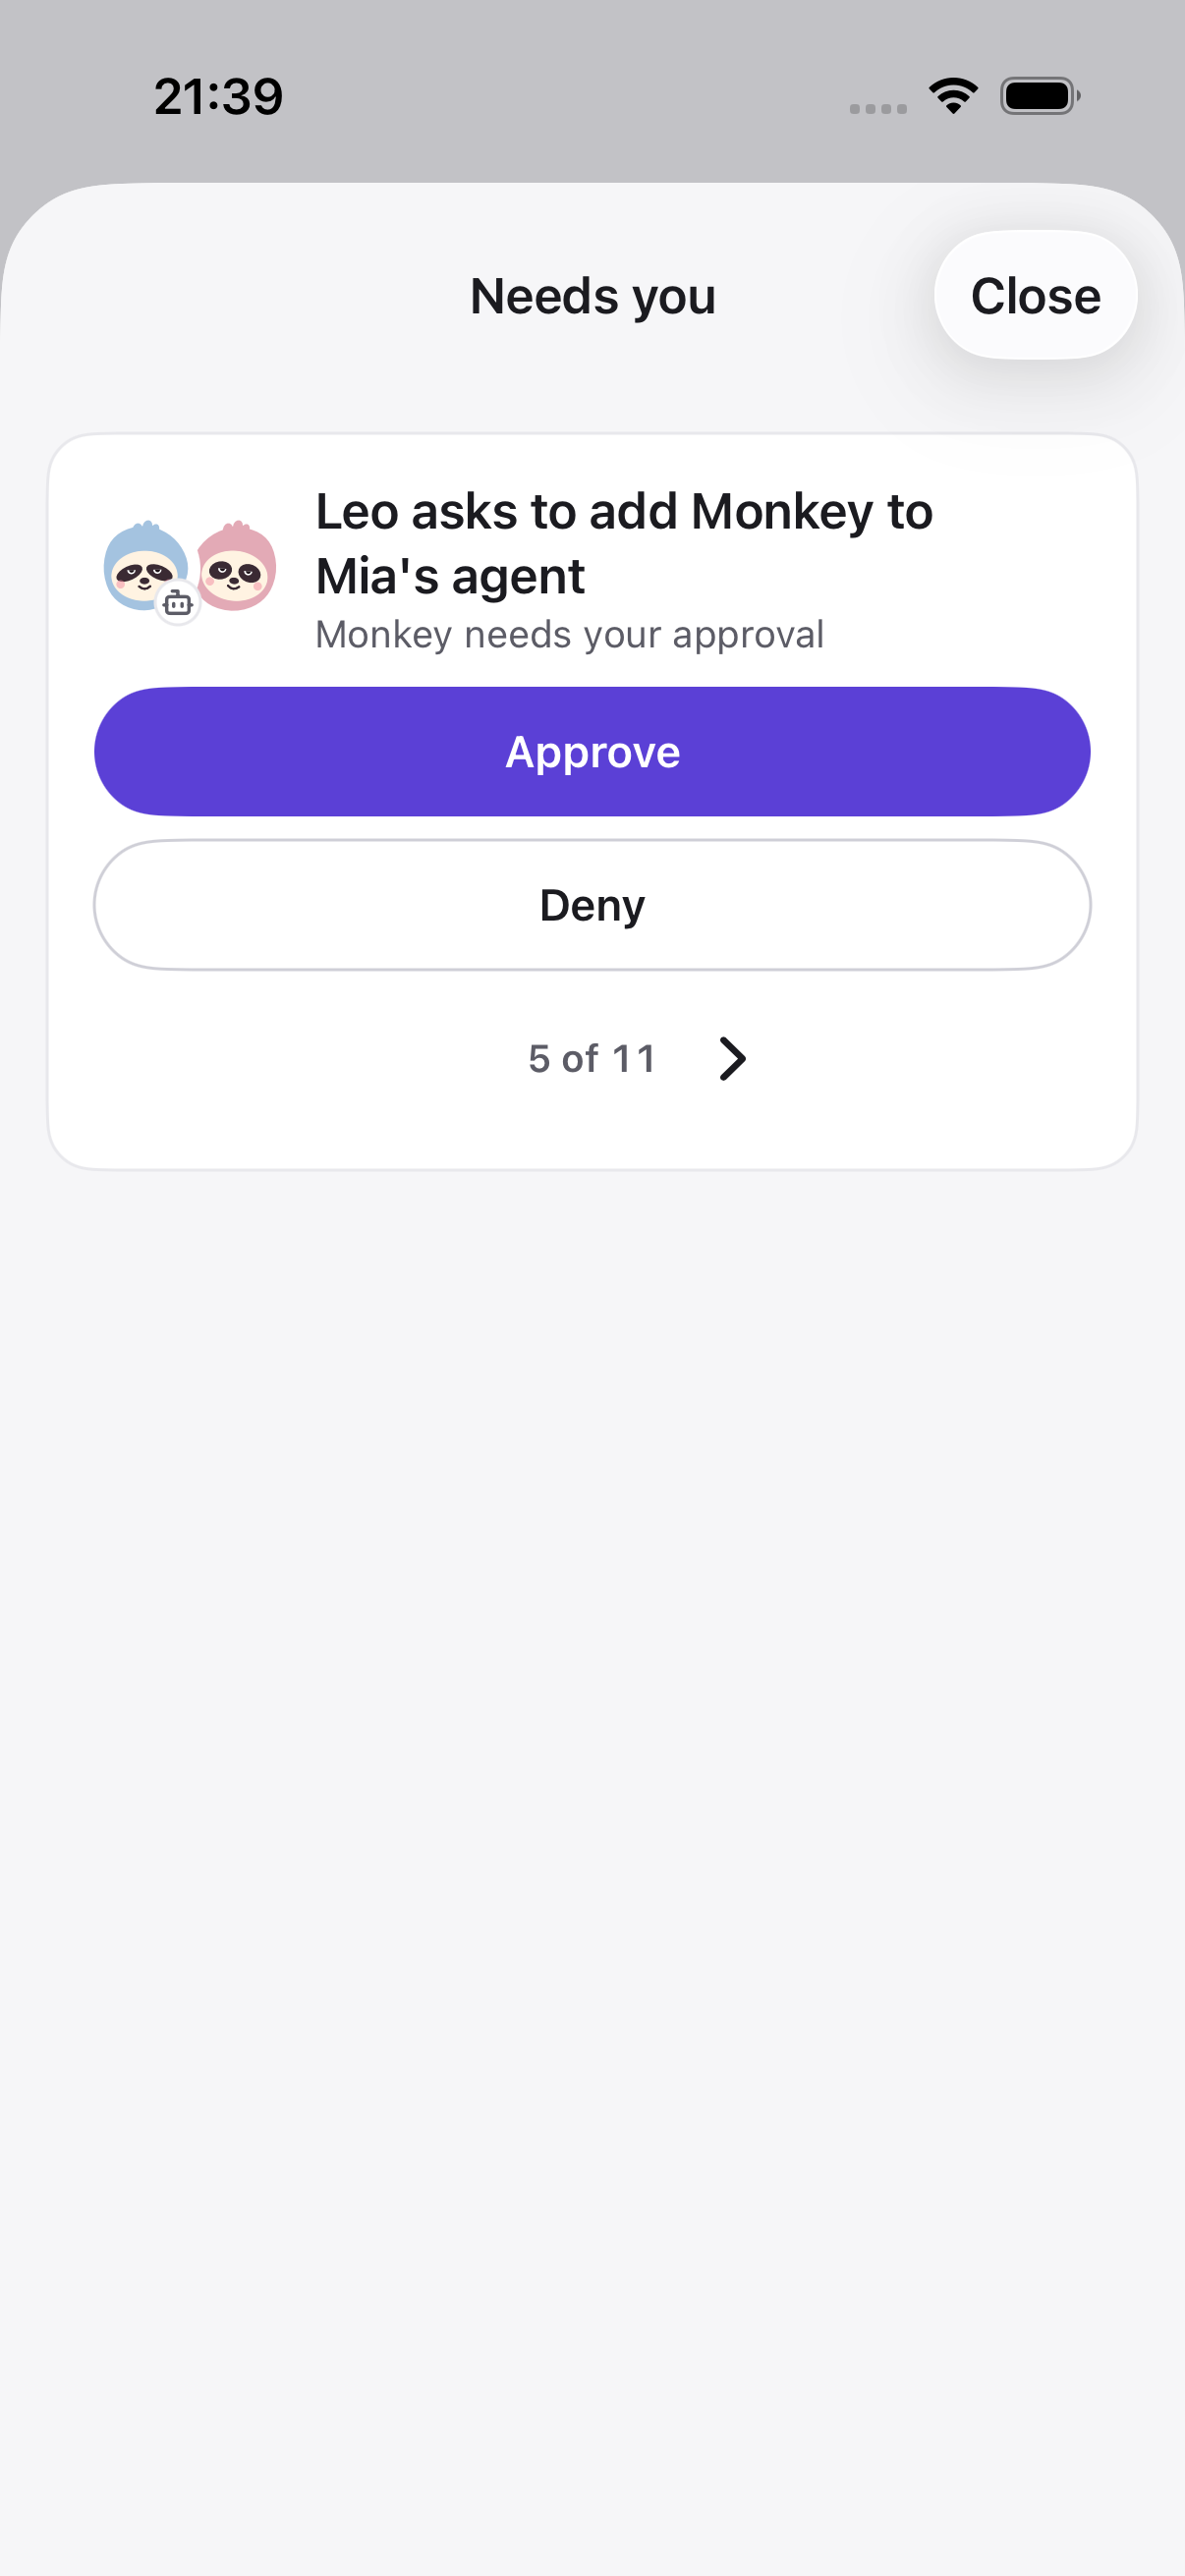 21:39
Needs you
Close
Leo asks to add Monkey to
Mia's agent
Monkey needs your approval
Approve
Deny
5 of 11